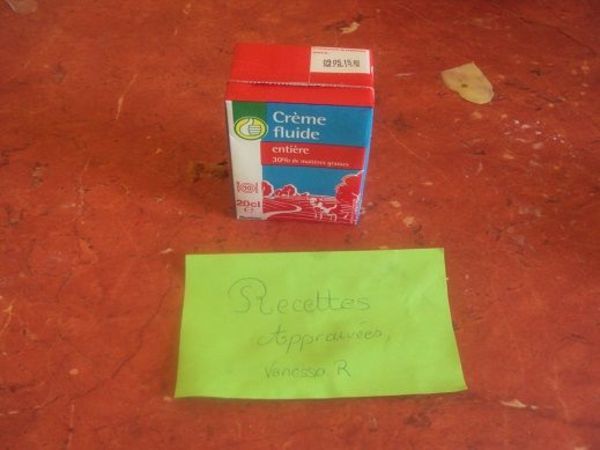 Crème
fluide
entière
30% de matières grasses
20cl e
Recettes
Approuvées,
Vanessa. R